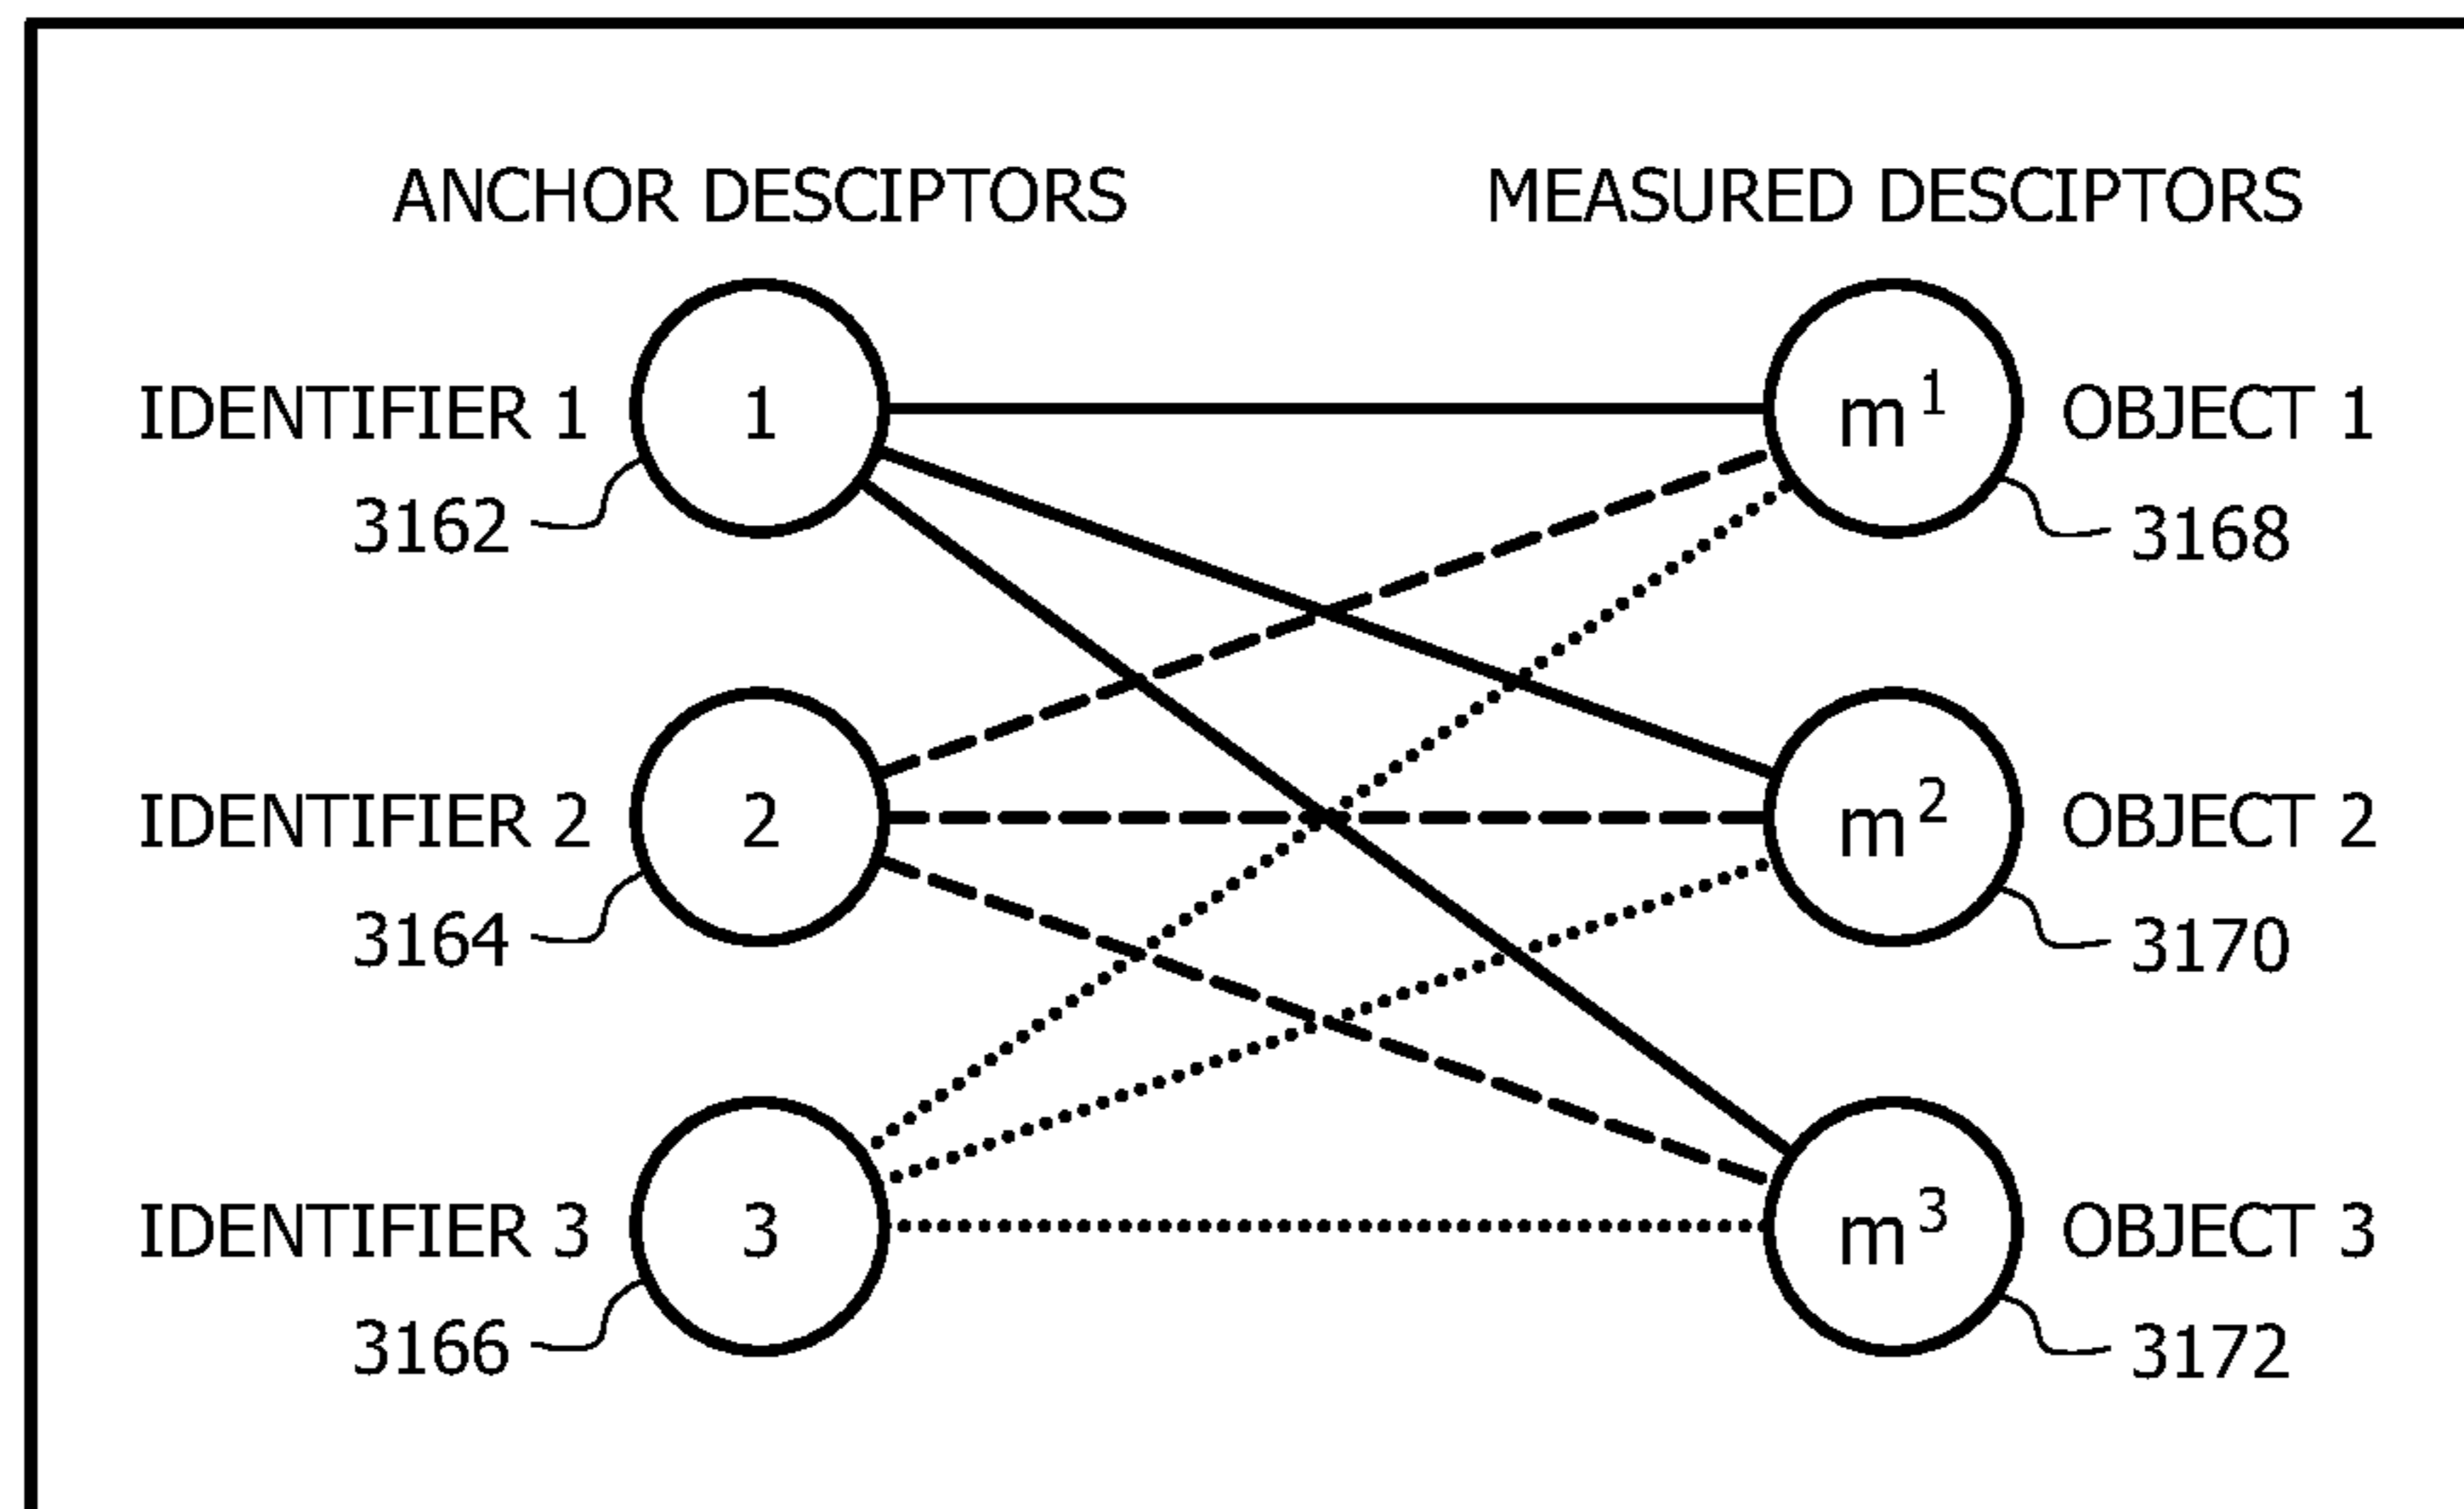 ANCHOR DESCIPTORS
MEASURED DESCIPTORS
IDENTIFIER 1
1
m¹
OBJECT 1
3162
3168
IDENTIFIER 2
2
m²
OBJECT 2
3164
3170
IDENTIFIER 3
3
m³
OBJECT 3
3166
3172